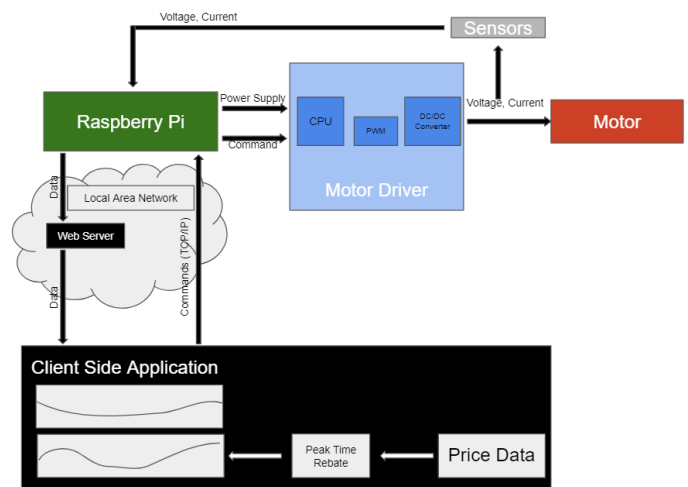 Voltage, Current
Sensors
Raspberry Pi
Power Supply
Command
CPU
PWM
DC/DC
Converter
Motor Driver
Voltage, Current
Motor
Data
Local Area Network
Web Server
Data
Commands (TCP/IP)
Client Side Application
Peak Time
Rebate
Price Data